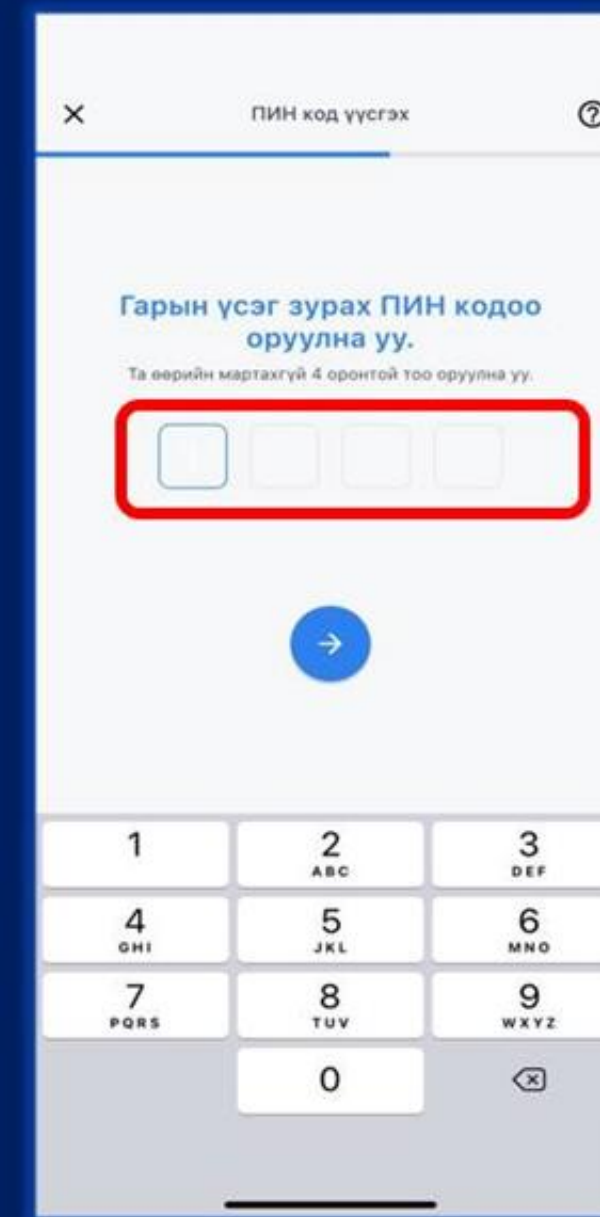 ПИН код үүсгэх
Гарын үсэг зурах ПИН кодоо
оруулна уу.
Та өөрийн мартахгүй 4 оронтой тоо оруулна уу.
1 2 3
ABC DEF
4 5 6
GHI JKL MNO
7 8 9
PQRS TUV WXYZ
0